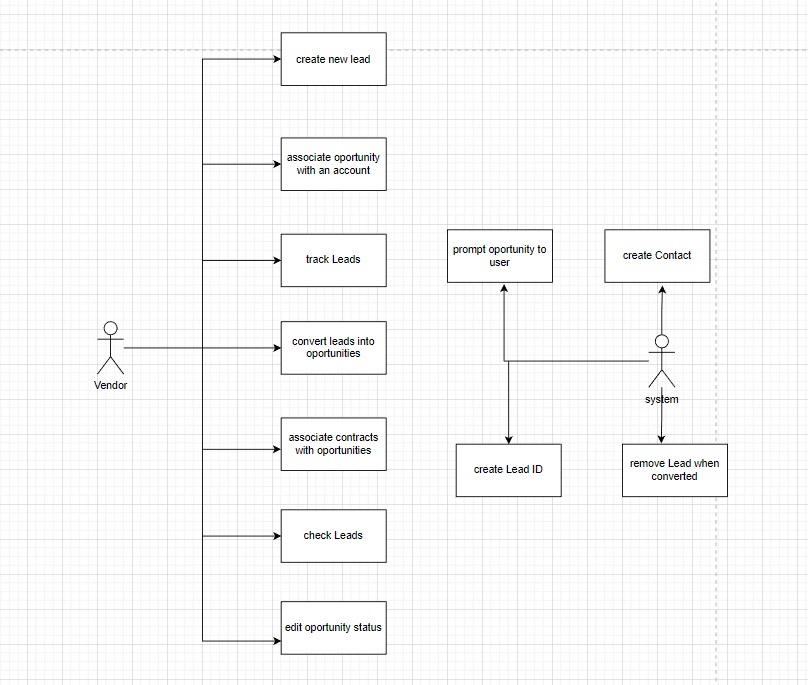 create new lead
associate oportunity
with an account
track Leads
convert leads into
oportunities
Vendor
associate contracts
with oportunities
check Leads
edit oportunity status
prompt oportunity to
user
create Contact
system
create Lead ID
remove Lead when
converted